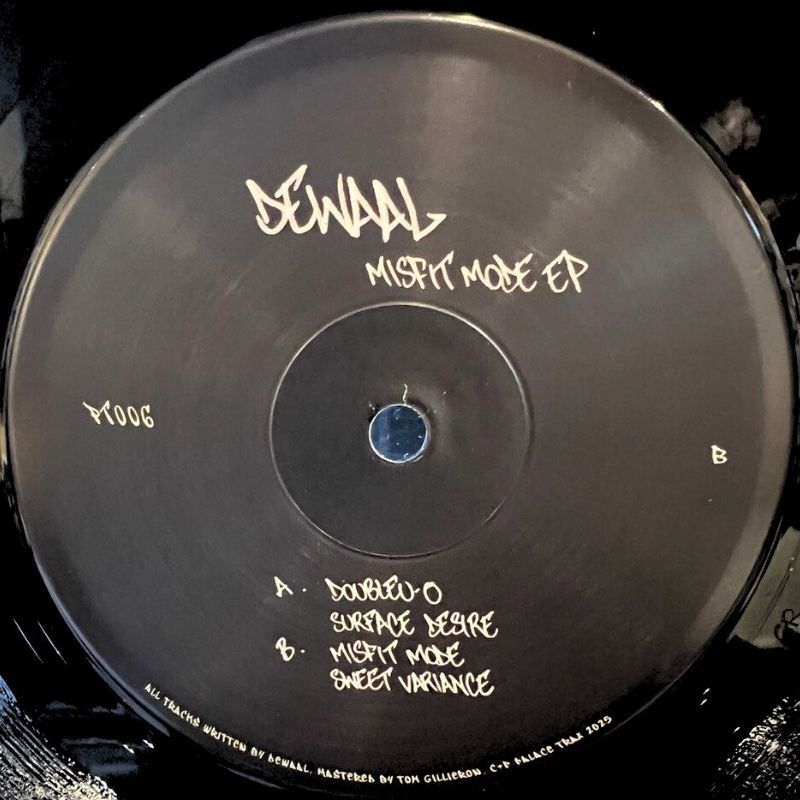 DEWAAL
MISFIT MODE EP
PT006
B
A. DOUBLEU-O
SURFACE DESIRE
B. MISFIT MODE
SWEET VARIANCE
ALL TRACKS WRITTEN BY DEWAAL, MASTERED BY TOM GILLIERON. C+P PALACE TRAX 2025